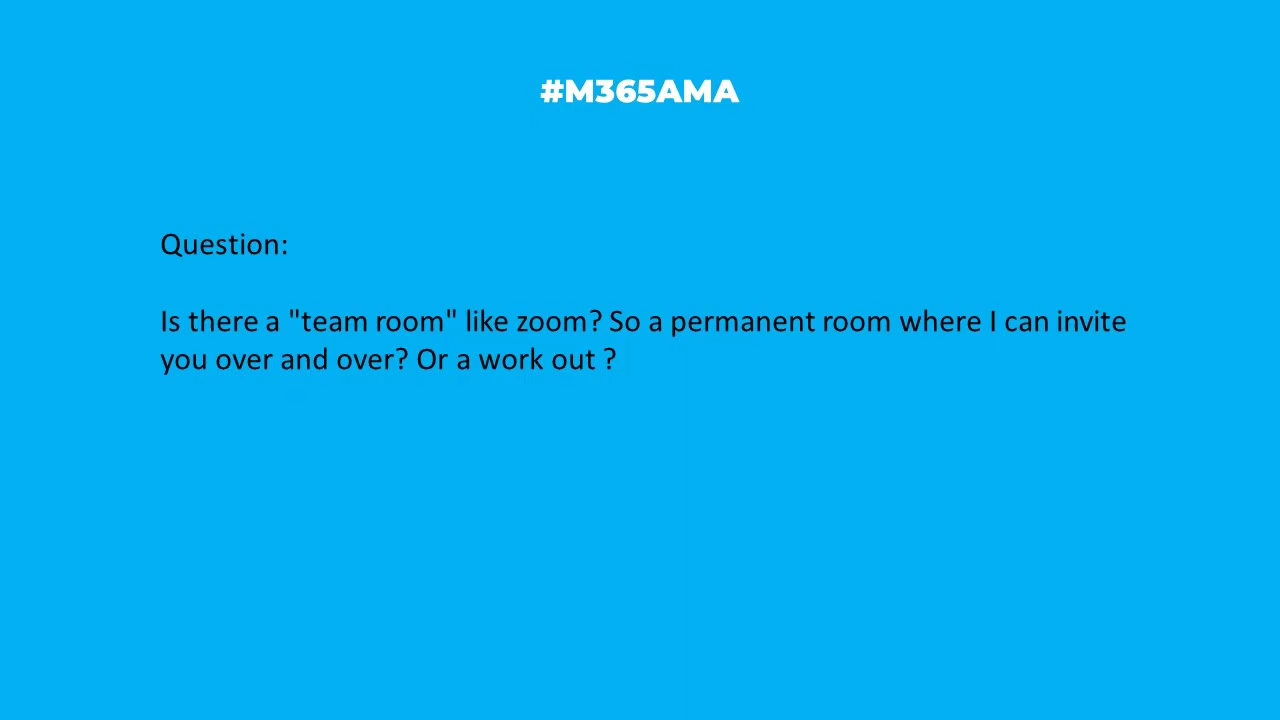 #M365AMA
Question:
Is there a "team room" like zoom? So a permanent room where I can invite
you over and over? Or a work out ?